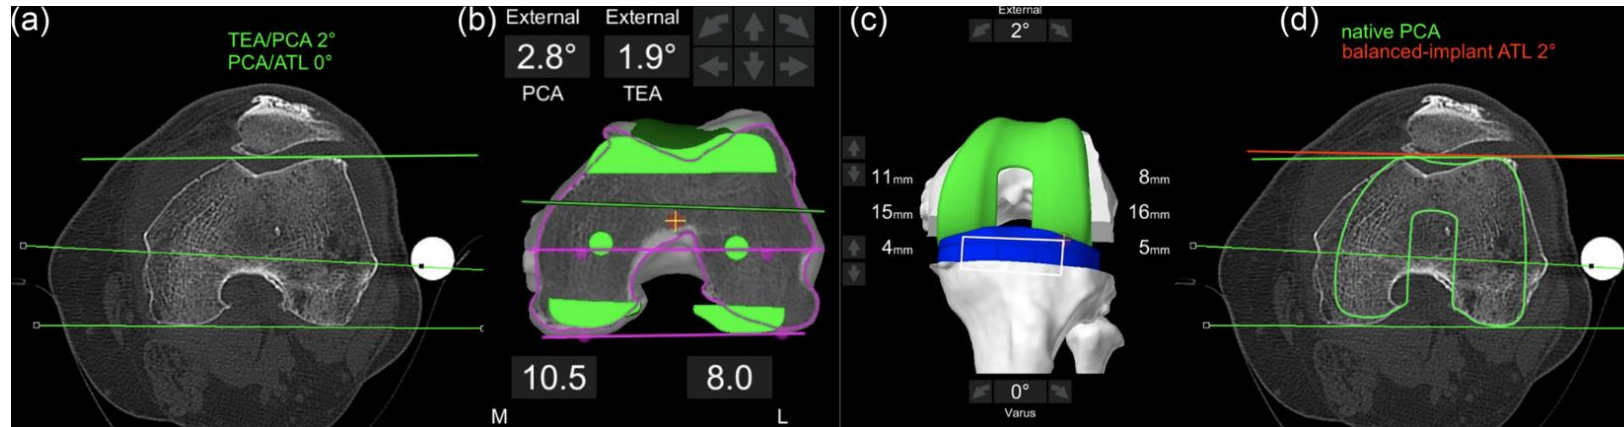 (a)
TEA/PCA 2°
PCA/ATL 0°
(b)
External
External
2.8°
1.9°
PCA
TEA
10.5
8.0
M
L
(c)
External
2°
11mm
8mm
15mm
16mm
4mm
5mm
0°
Varus
(d)
native PCA
balanced-implant ATL 2°